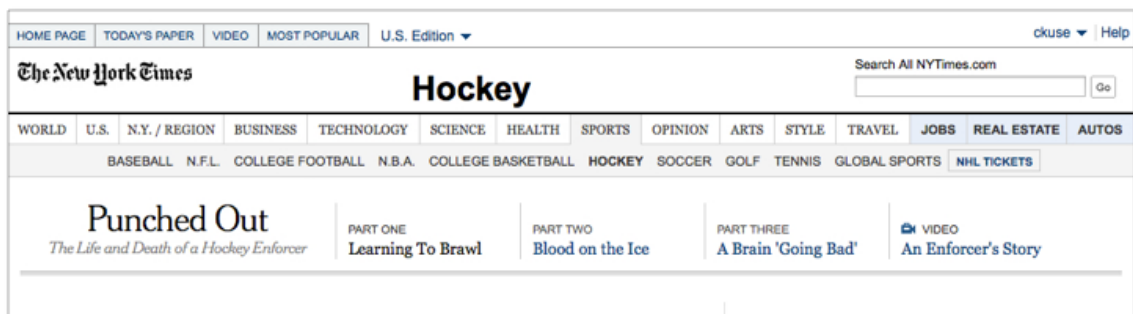 HOME PAGE TODAY'S PAPER VIDEO MOST POPULAR U.S. Edition ckuse Help
The New York Times
Hockey
Search All NYTimes.com
Go
WORLD U.S. N.Y. / REGION BUSINESS TECHNOLOGY SCIENCE HEALTH SPORTS OPINION ARTS STYLE TRAVEL JOBS REAL ESTATE AUTOS
BASEBALL N.F.L. COLLEGE FOOTBALL N.B.A. COLLEGE BASKETBALL HOCKEY SOCCER GOLF TENNIS GLOBAL SPORTS NHL TICKETS
Punched Out
The Life and Death of a Hockey Enforcer
PART ONE
Learning To Brawl
PART TWO
Blood on the Ice
PART THREE
A Brain 'Going Bad'
VIDEO
An Enforcer's Story